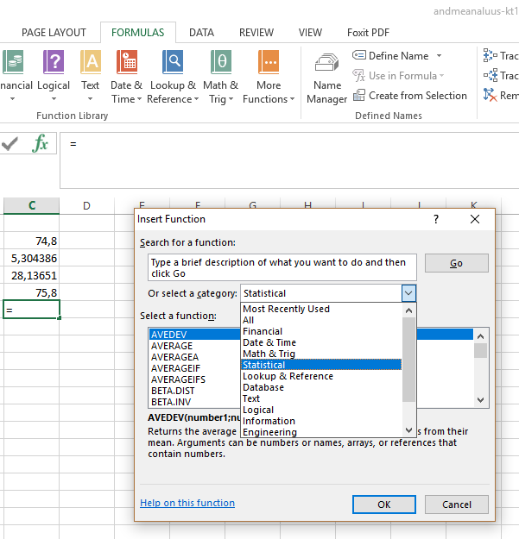 andmeanaluus-kt1
PAGE LAYOUT FORMULAS DATA REVIEW VIEW Foxit PDF
nancial Logical Text Date & Time Lookup & Reference Math & Trig More Functions
Function Library
Name Manager
Define Name
Use in Formula
Create from Selection
Defined Names
Trac
Trac
Rem
fx =
C D E F G H I J K
74,8
5,304386
28,13651
75,8
=
Insert Function ? X
Search for a function:
Type a brief description of what you want to do and then
click Go
Go
Or select a category: Statistical
Most Recently Used
All
Financial
Date & Time
Math & Trig
Statistical
Lookup & Reference
Database
Text
Logical
Information
Engineering
Select a function:
AVEDEV
AVERAGE
AVERAGEA
AVERAGEIF
AVERAGEIFS
BETA.DIST
BETA.INV
AVEDEV(number1;nu
Returns the average s from their
mean. Arguments can be numbers or names, arrays, or references that
contain numbers.
Help on this function
OK Cancel